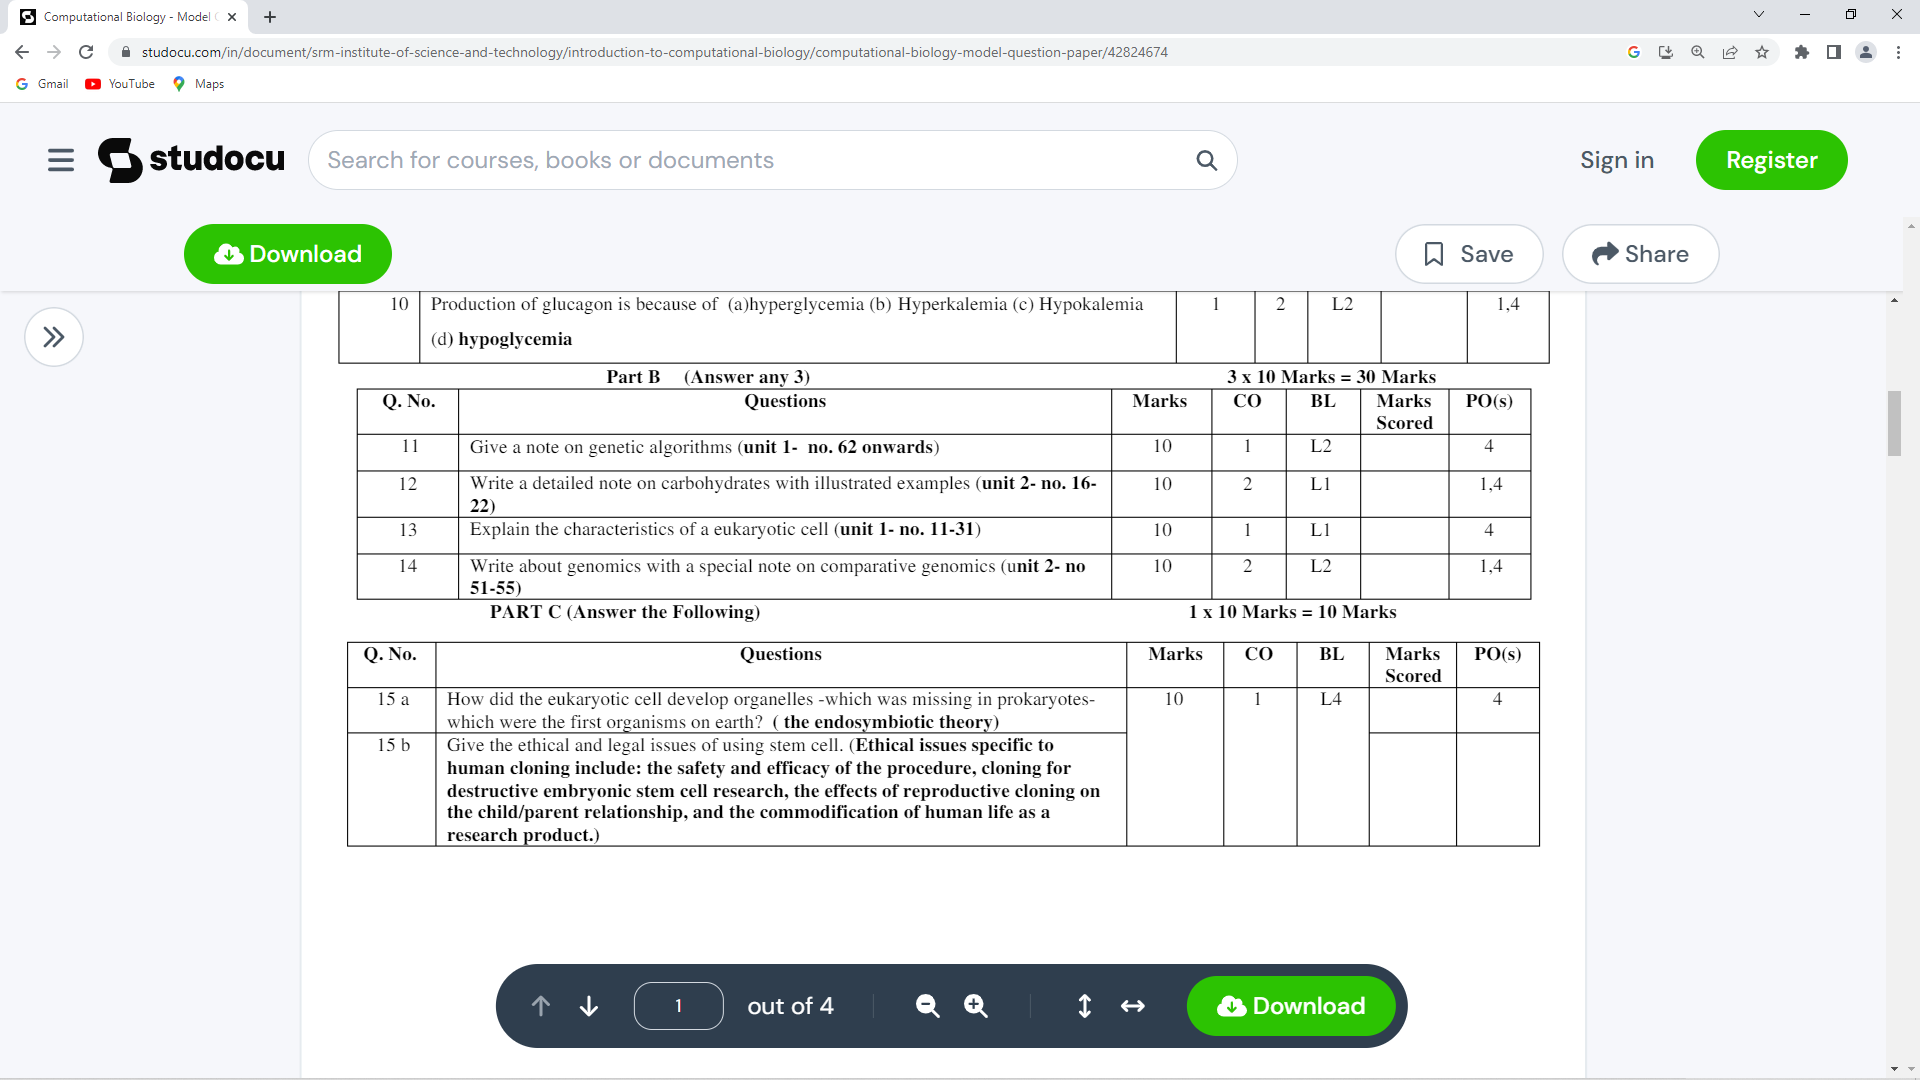 Computational Biology - Model
studocu.com/in/document/srm-institute-of-science-and-technology/introduction-to-computational-biology/computational-biology-model-question-paper/42824674
Gmail YouTube Maps
studocu Search for courses, books or documents Sign in Register
Download Save Share
10 Production of glucagon is because of (a)hyperglycemia (b) Hyperkalemia (c) Hypokalemia 1 2 L2 1,4
(d) hypoglycemia
Part B (Answer any 3) 3 x 10 Marks = 30 Marks
Q. No. Questions Marks CO BL Marks PO(s)
Scored
11 Give a note on genetic algorithms (unit 1- no. 62 onwards) 10 1 L2 4
12 Write a detailed note on carbohydrates with illustrated examples (unit 2- no. 16- 10 2 L1 1,4
22)
13 Explain the characteristics of a eukaryotic cell (unit 1- no. 11-31) 10 1 L1 4
14 Write about genomics with a special note on comparative genomics (unit 2- no 10 2 L2 1,4
51-55)
PART C (Answer the Following) 1 x 10 Marks = 10 Marks
Q. No. Questions Marks CO BL Marks PO(s)
Scored
15 a How did the eukaryotic cell develop organelles -which was missing in prokaryotes- 10 1 L4 4
which were the first organisms on earth? ( the endosymbiotic theory)
15 b Give the ethical and legal issues of using stem cell. (Ethical issues specific to
human cloning include: the safety and efficacy of the procedure, cloning for
destructive embryonic stem cell research, the effects of reproductive cloning on
the child/parent relationship, and the commodification of human life as a
research product.)
1 out of 4 Download